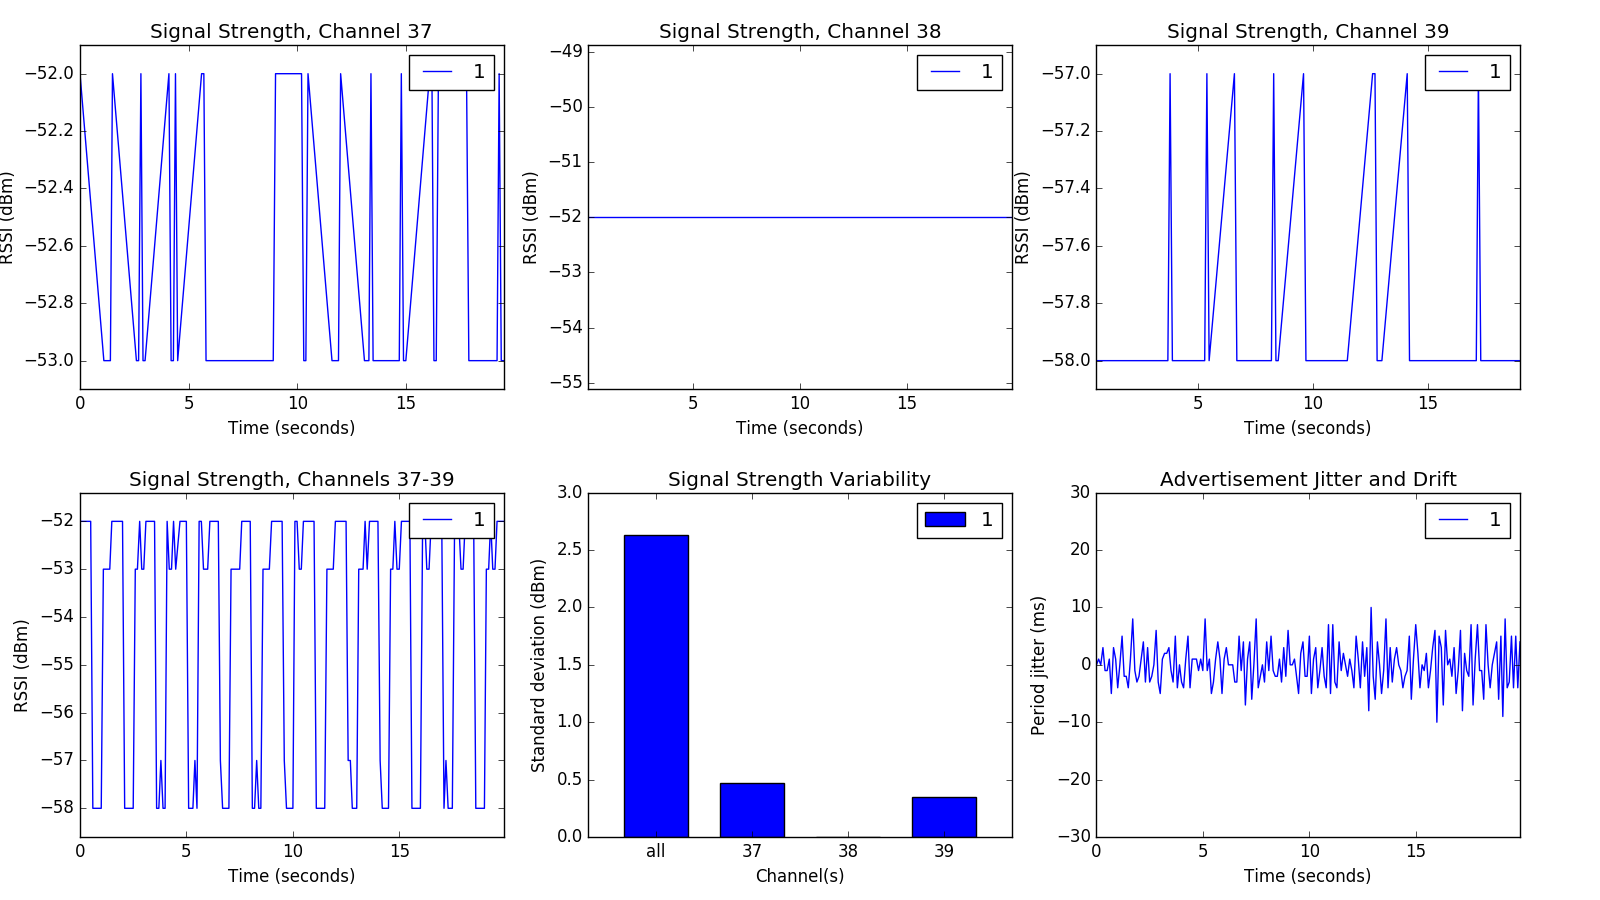 Signal Strength, Channel 37
1
−52.0
−52.2
−52.4
−52.6
−52.8
−53.0
RSSI (dBm)
0 5 10 15
Time (seconds)
Signal Strength, Channel 38
1
−49
−50
−51
−52
−53
−54
−55
RSSI (dBm)
5 10 15
Time (seconds)
Signal Strength, Channel 39
1
−57.0
−57.2
−57.4
−57.6
−57.8
−58.0
RSSI (dBm)
5 10 15
Time (seconds)
Signal Strength, Channels 37-39
1
−52
−53
−54
−55
−56
−57
−58
RSSI (dBm)
0 5 10 15
Time (seconds)
Signal Strength Variability
1
3.0
2.5
2.0
1.5
1.0
0.5
0.0
Standard deviation (dBm)
all 37 38 39
Channel(s)
Advertisement Jitter and Drift
1
30
20
10
0
−10
−20
−30
Period jitter (ms)
0 5 10 15
Time (seconds)